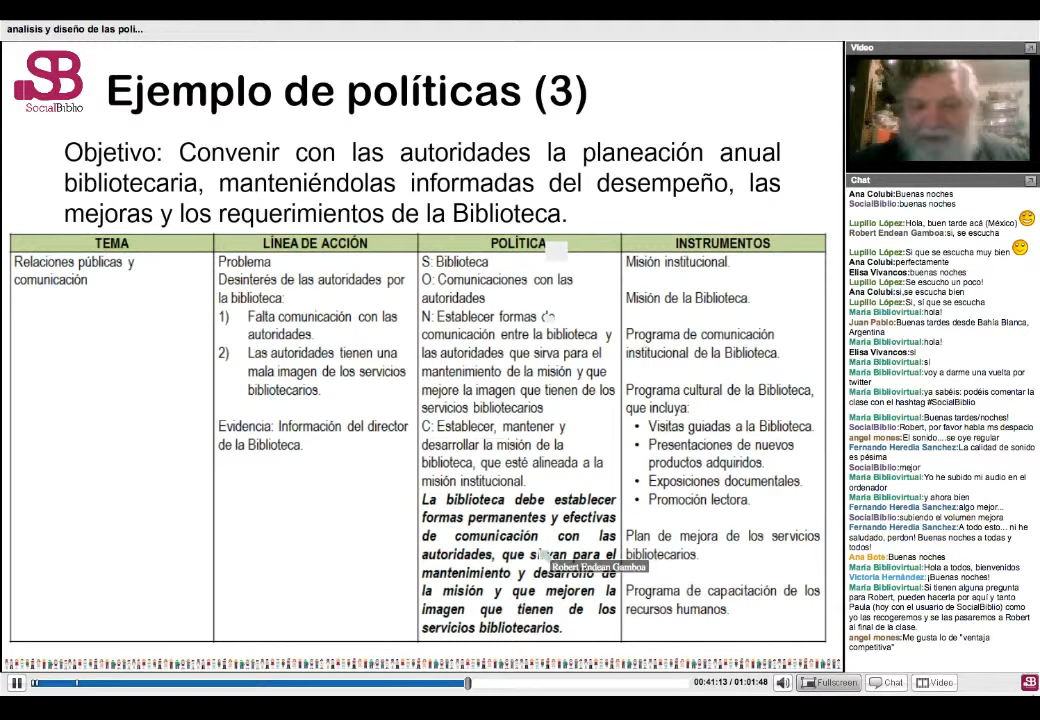 analisis y diseño de las poli...
SB
SocialBiblio
Ejemplo de políticas (3)
Objetivo: Convenir con las autoridades la planeación anual
bibliotecaria, manteniéndolas informadas del desempeño, las
mejoras y los requerimientos de la Biblioteca.
TEMA
Relaciones públicas y
comunicación
LÍNEA DE ACCIÓN
Problema
Desinterés de las autoridades por
la biblioteca:
1) Falta comunicación con las
autoridades.
2) Las autoridades tienen una
mala imagen de los servicios
bibliotecarios.
Evidencia: Información del director
de la Biblioteca.
POLÍTICA
S: Biblioteca
O: Comunicaciones con las
autoridades
N: Establecer formas de
comunicación entre la biblioteca y
las autoridades que sirva para el
mantenimiento de la misión y que
mejore la imagen que tienen de los
servicios bibliotecarios
C: Establecer, mantener y
desarrollar la misión de la
biblioteca, que esté alineada a la
misión institucional.
La biblioteca debe establecer
formas permanentes y efectivas
de comunicación con las
autoridades, que sirvan para el
mantenimiento y desarrollo de
la misión y que mejoren la
imagen que tienen de los
servicios bibliotecarios.
Robert Endean Gamboa
INSTRUMENTOS
Misión institucional.
Misión de la Biblioteca.
Programa de comunicación
institucional de la Biblioteca.
Programa cultural de la Biblioteca,
que incluya:
• Visitas guiadas a la Biblioteca.
• Presentaciones de nuevos
productos adquiridos.
• Exposiciones documentales.
• Promoción lectora.
Plan de mejora de los servicios
bibliotecarios.
Programa de capacitación de los
recursos humanos.
Video
Chat
Ana Colubi:Buenas noches
SocialBiblio:buenas noches
Lupilio López:Hola, buen tarde acá (México)
Robert Endean Gamboa:si, se escucha
Lupilio López:Si que se escucha muy bien
Ana Colubi:perfectamente
Elisa Vivancos:buenas noches
Lupilio López:Se escucho un poco!
Ana Colubi:si,se escucha bien
Lupilio López:Si, sí que se escucha
María Bibliovirtual:hola!
Juan Pablo:Buenas tardes desde Bahía Blanca,
Argentina
María Bibliovirtual:hola!
Elisa Vivancos:si
María Bibliovirtual:sí
María Bibliovirtual:voy a darme una vuelta por
twitter
María Bibliovirtual:ya sabéis: podéis comentar la
clase con el hashtag #SocialBiblio
María Bibliovirtual:Buenas tardes/noches!
SocialBiblio:Robert, por favor habla ms despacio
angel mones:El sonido....se oye regular
Fernando Heredia Sanchez:La calidad de sonido
es pésima
SocialBiblio:mejor
María Bibliovirtual:Yo he subido mi audio en el
ordenador
María Bibliovirtual:y ahora bien
Fernando Heredia Sanchez:algo mejor...
SocialBiblio:subiendo el volumen mejora
Fernando Heredia Sanchez:A todo esto... ni he
saludado, perdon! Buenas noches a todas y
todos!
Ana Bote:Buenas noches
María Bibliovirtual:Hola a todos, bienvenidos
Victoria Hernández:¡Buenas noches!
María Bibliovirtual:Si tienen alguna pregunta
para Robert, pueden hacerla por aquí y tanto
Paula (hoy con el usuario de SocialBiblio) como
yo las recogeremos y se las pasaremos a Robert
al final de la clase.
angel mones:Me gusta lo de "ventaja
competitiva"
00:41:13 / 01:01:48
Fullscreen
Chat
Video
SB